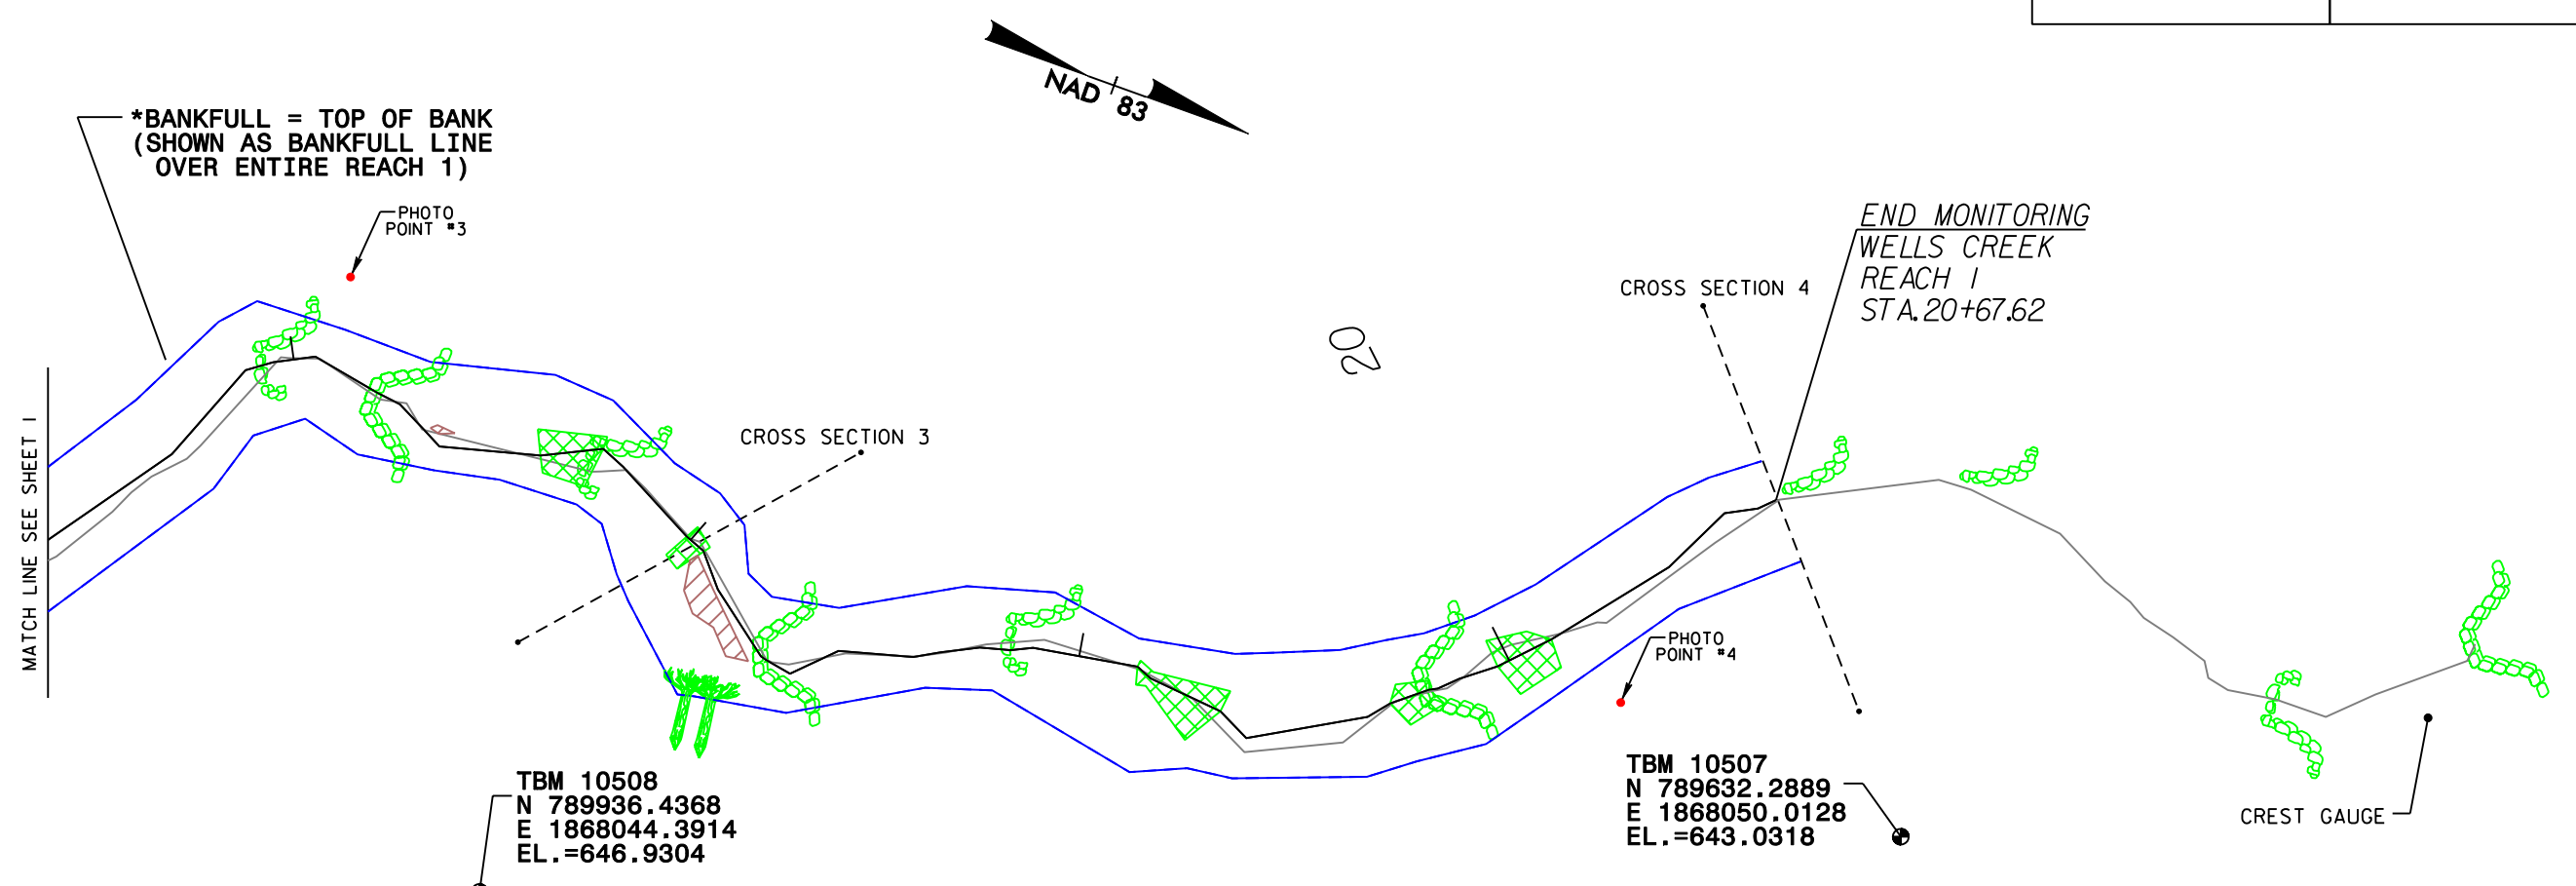 NAD 83
*BANKFULL = TOP OF BANK
(SHOWN AS BANKFULL LINE
OVER ENTIRE REACH 1)
PHOTO
POINT #3
END MONITORING
WELLS CREEK
REACH 1
STA.20+67.62
CROSS SECTION 4
20
CROSS SECTION 3
MATCH LINE SEE SHEET 1
PHOTO
POINT #4
TBM 10508
N 789936.4368
E 1868044.3914
EL.=646.9304
TBM 10507
N 789632.2889
E 1868050.0128
EL.=643.0318
CREST GAUGE